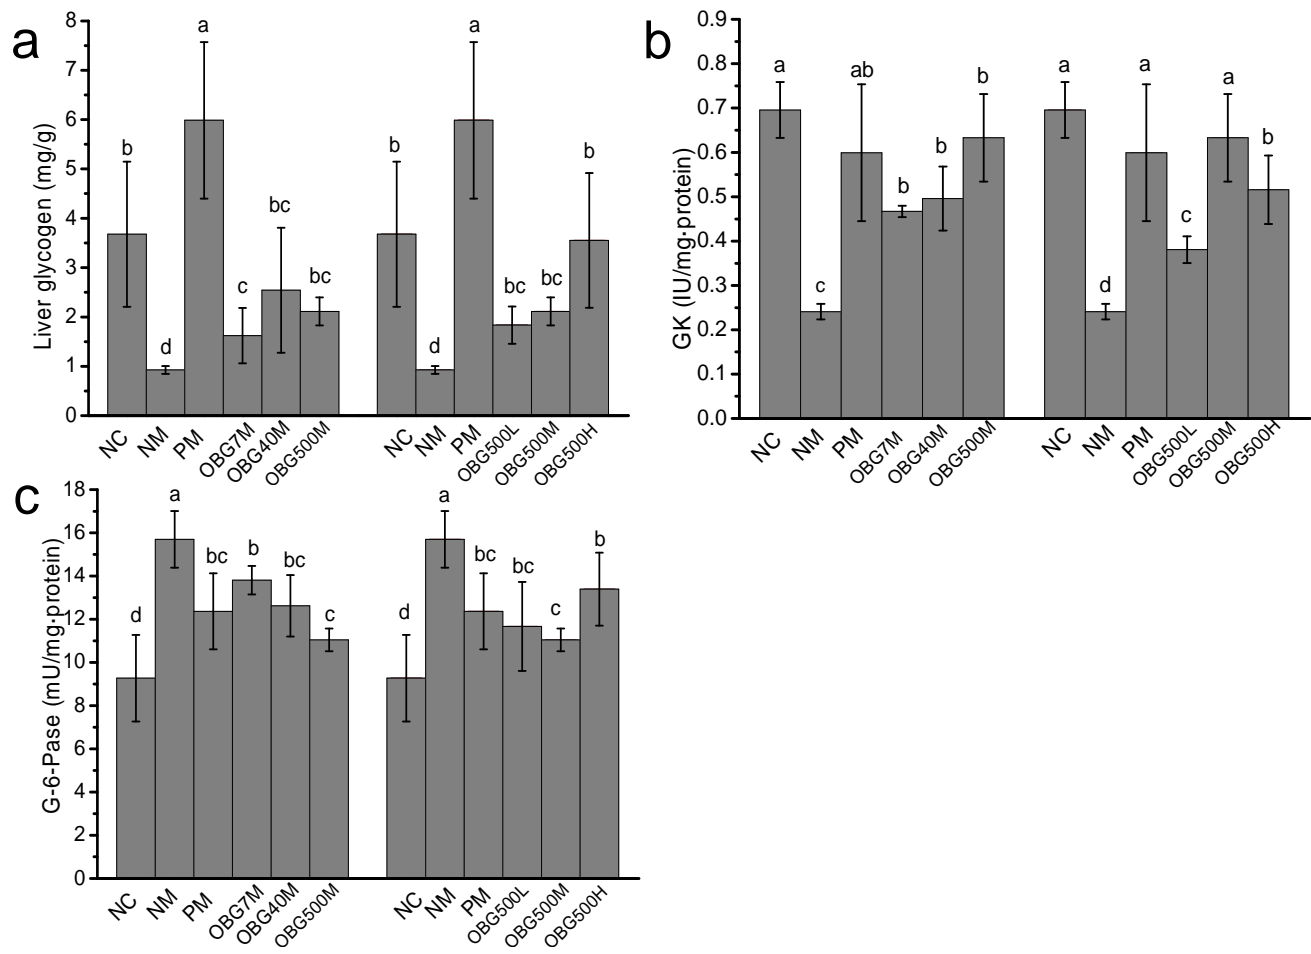 a
Liver glycogen (mg/g)
8
7
6
5
4
3
2
1
0
b
d
a
c
bc
bc
b
d
a
bc
bc
b
NC
NM
PM
OBG7M
OBG40M
OBG500M
NC
NM
PM
OBG500L
OBG500M
OBG500H
b
GK (IU/mg·protein)
0.9
0.8
0.7
0.6
0.5
0.4
0.3
0.2
0.1
0.0
a
c
ab
b
b
b
a
d
a
c
a
b
NC
NM
PM
OBG7M
OBG40M
OBG500M
NC
NM
PM
OBG500L
OBG500M
OBG500H
c
G-6-Pase (mU/mg·protein)
18
16
14
12
10
8
6
4
2
0
d
a
bc
b
bc
c
d
a
bc
bc
c
b
NC
NM
PM
OBG7M
OBG40M
OBG500M
NC
NM
PM
OBG500L
OBG500M
OBG500H